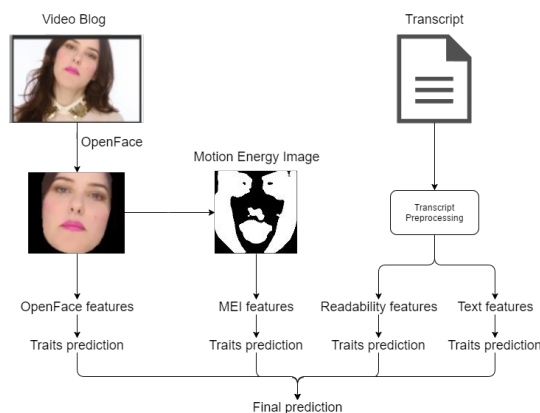 Video Blog
Transcript
OpenFace
Motion Energy Image
Transcript
Preprocessing
OpenFace features
MEI features
Readability features
Text features
Traits prediction
Traits prediction
Traits prediction
Traits prediction
Final prediction